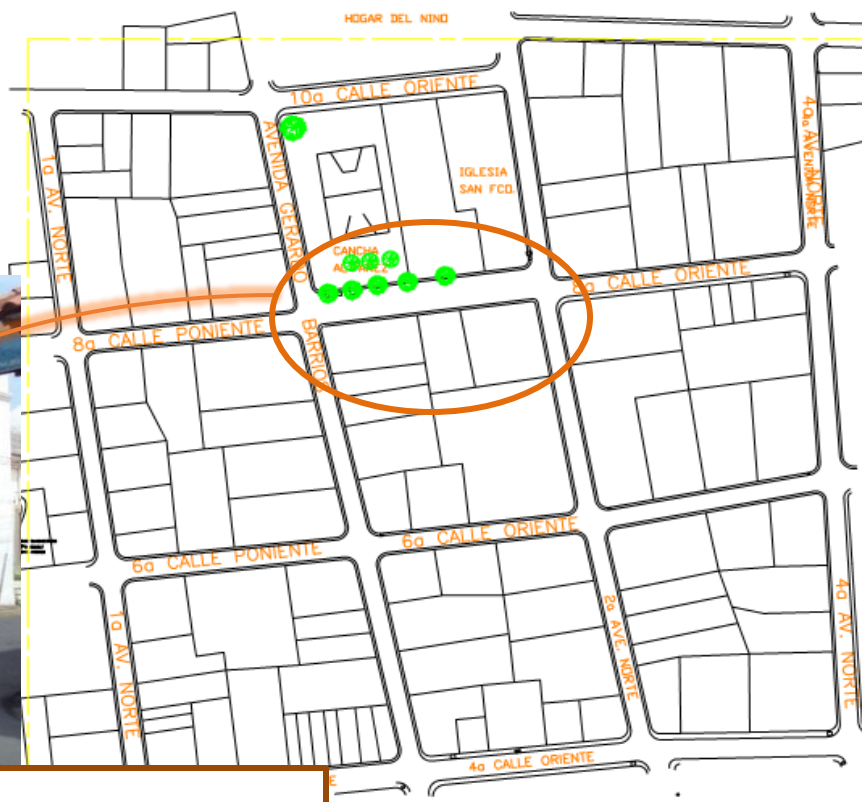 HOGAR DEL NINO
10a CALLE ORIENTE
AVENIDA GERARDO
BARRIOS
1a AV. NORTE
4a AV. NORTE
IGLESIA
SAN FCO.
CANCHA
8a CALLE ORIENTE
8a CALLE PONIENTE
6a CALLE PONIENTE
6a CALLE ORIENTE
1a AV. NORTE
2a AVE. NORTE
4a AV. NORTE
4a CALLE ORIENTE
E